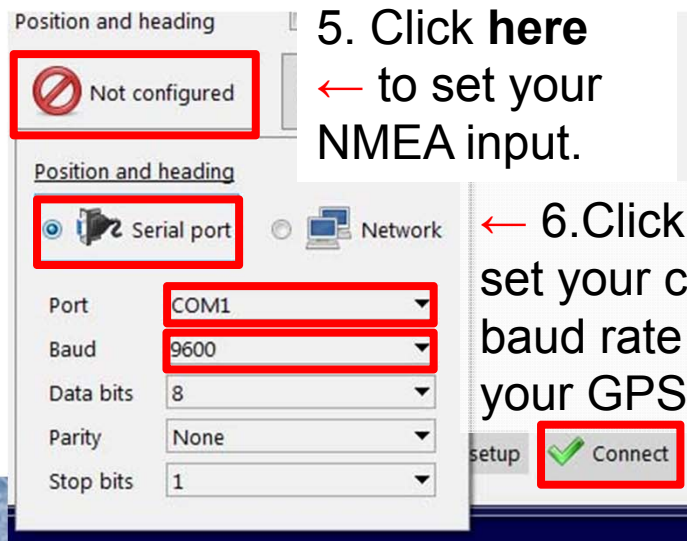 Position and heading
5. Click here
← to set your
NMEA input.
Not configured
Position and heading
Serial port
Network
← 6.Click
set your c
baud rate
your GPS
Port COM1
Baud 9600
Data bits 8
Parity None
Stop bits 1
setup
Connect